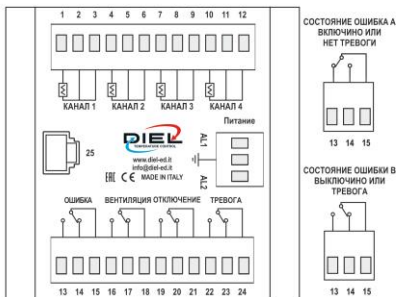 1 2 3 4 5 6 7 8 9 10 11 12
КАНАЛ 1 КАНАЛ 2 КАНАЛ 3 КАНАЛ 4
25
DIEL
TEMPERATURE CONTROL
www.diel-ed.it
info@diel-ed.it
EAC CE MADE IN ITALY
Питание
AL1
AL2
ОШИБКА ВЕНТИЛЯЦИЯ ОТКЛЮЧЕНИЕ ТРЕВОГА
13 14 15 16 17 18 19 20 21 22 23 24
СОСТОЯНИЕ ОШИБКА А
ВКЛЮЧИНО ИЛИ
НЕТ ТРЕВОГИ
13 14 15
СОСТОЯНИЕ ОШИБКИ В
ВЫКЛЮЧИНО ИЛИ
ТРЕВОГА
13 14 15